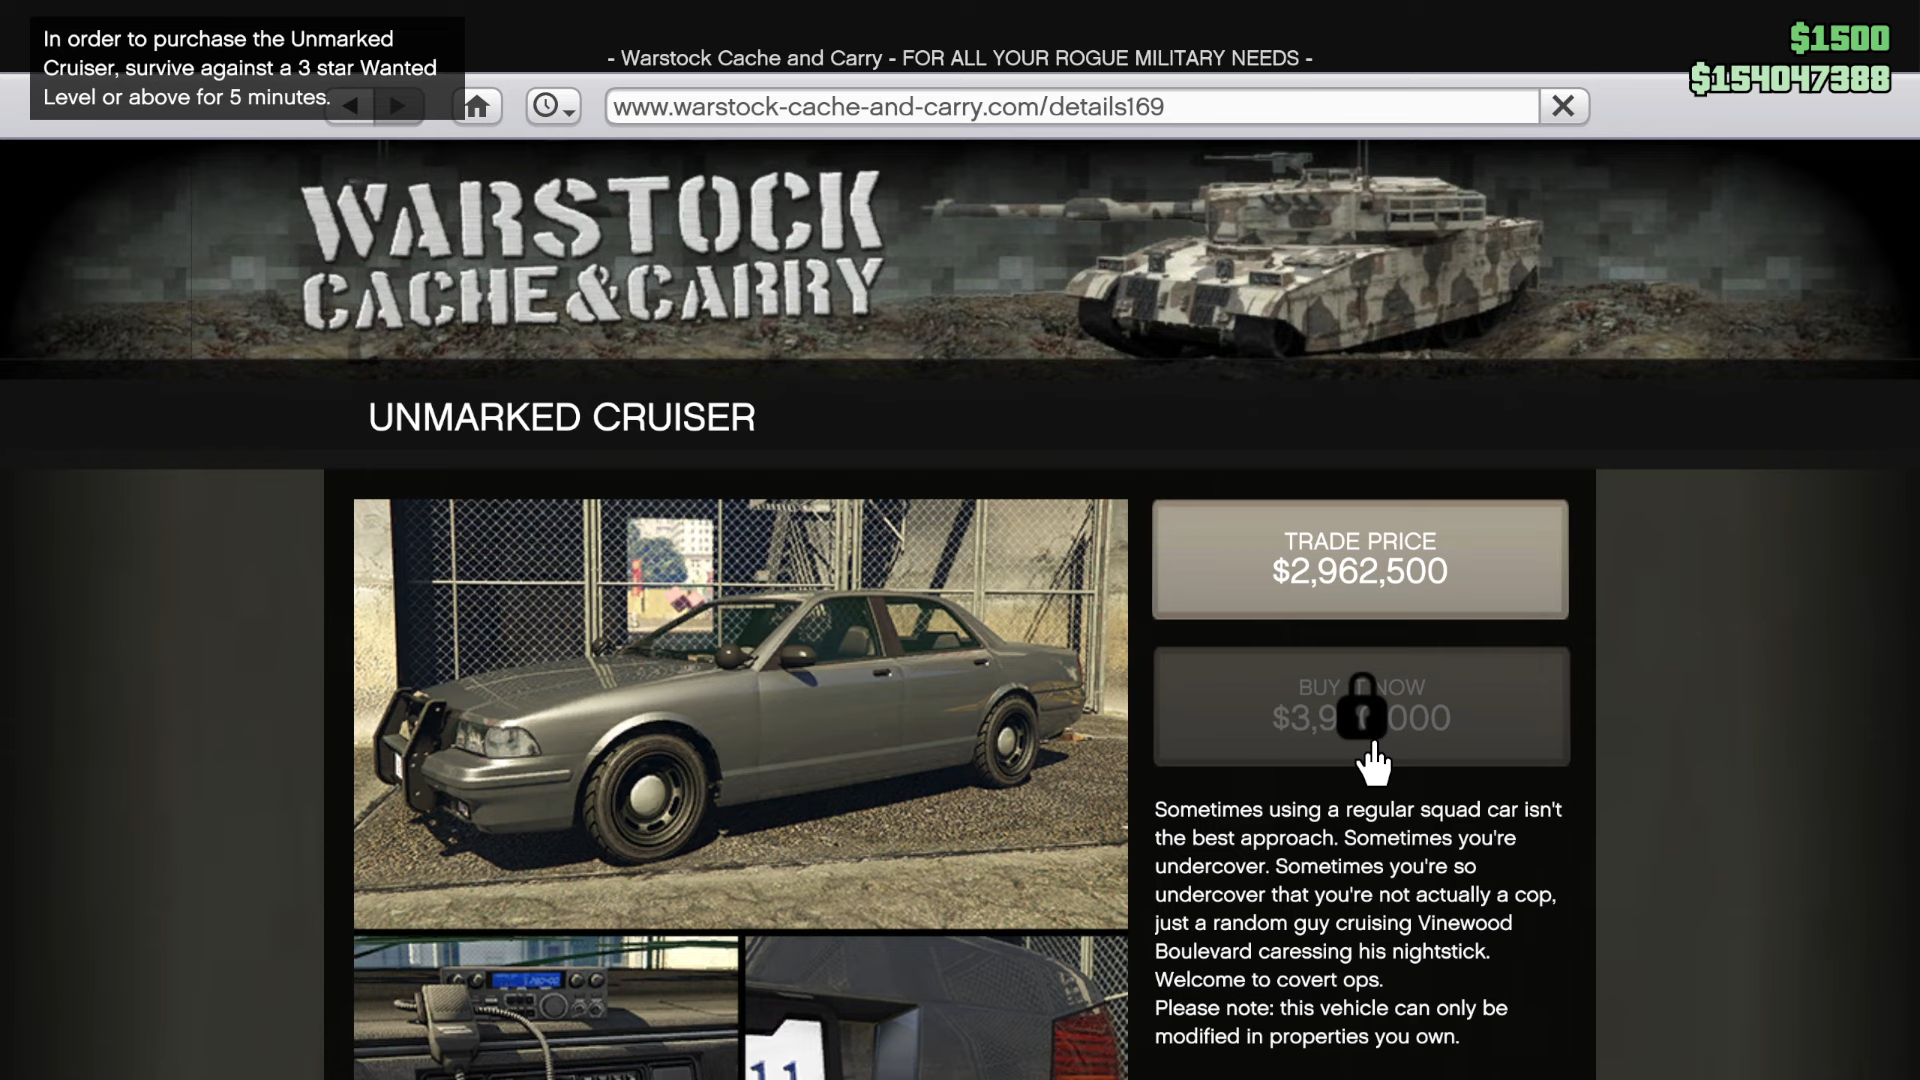 In order to purchase the Unmarked
Cruiser, survive against a 3 star Wanted
Level or above for 5 minutes.
- Warstock Cache and Carry - FOR ALL YOUR ROGUE MILITARY NEEDS -
$1500
$154047388
www.warstock-cache-and-carry.com/details169
WARSTOCK
CACHE & CARRY
UNMARKED CRUISER
TRADE PRICE
$2,962,500
BUY NOW
Sometimes using a regular squad car isn't
the best approach. Sometimes you're
undercover. Sometimes you're so
undercover that you're not actually a cop,
just a random guy cruising Vinewood
Boulevard caressing his nightstick.
Welcome to covert ops.
Please note: this vehicle can only be
modified in properties you own.
11